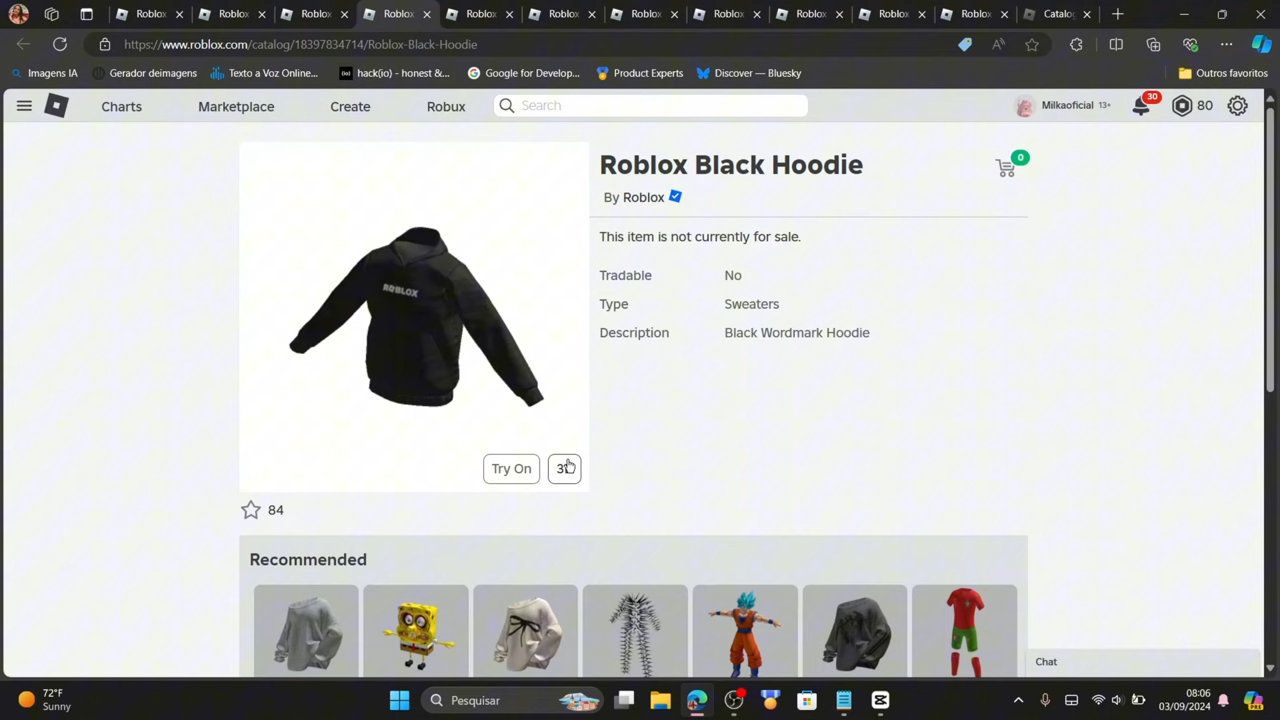 Roblox
Roblox
Roblox
Roblox
Roblox
Roblox
Roblox
Roblox
Roblox
Roblox
Roblox
Catalog
https://www.roblox.com/catalog/18397834714/Roblox-Black-Hoodie
Imagens IA
Gerador deimagens
Texto a Voz Online...
hack(io) - honest &...
Google for Develop...
Product Experts
Discover — Bluesky
Outros favoritos
Charts
Marketplace
Create
Robux
Search
Milkaoficial 13+
30
80
Roblox Black Hoodie
0
By Roblox
This item is not currently for sale.
Tradable No
Type Sweaters
Description Black Wordmark Hoodie
ROBLOX
Try On
84
Recommended
Chat
72°F
Sunny
Pesquisar
08:06
03/09/2024